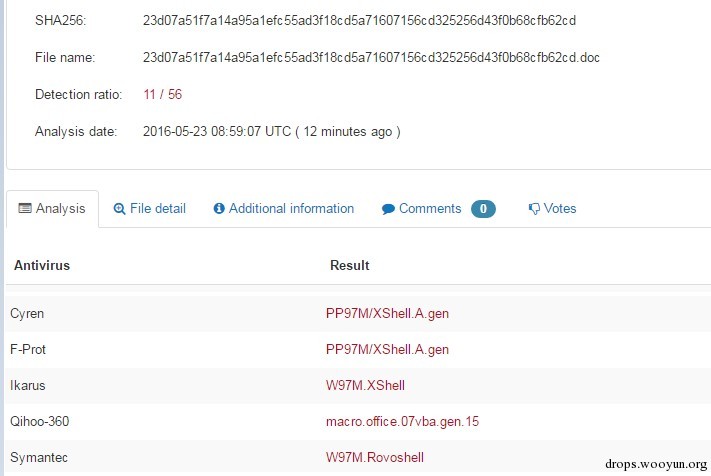 SHA256: 23d07a51f7a14a95a1efc55ad3f18cd5a71607156cd325256d43f0b68cfb62cd
File name: 23d07a51f7a14a95a1efc55ad3f18cd5a71607156cd325256d43f0b68cfb62cd.doc
Detection ratio: 11 / 56
Analysis date: 2016-05-23 08:59:07 UTC ( 12 minutes ago )
Analysis File detail Additional information Comments 0 Votes
Antivirus Result
Cyren PP97M/XShell.A.gen
F-Prot PP97M/XShell.A.gen
Ikarus W97M.XShell
Qihoo-360 macro.office.07vba.gen.15
Symantec W97M.Rovoshell
drops.wooyun.org